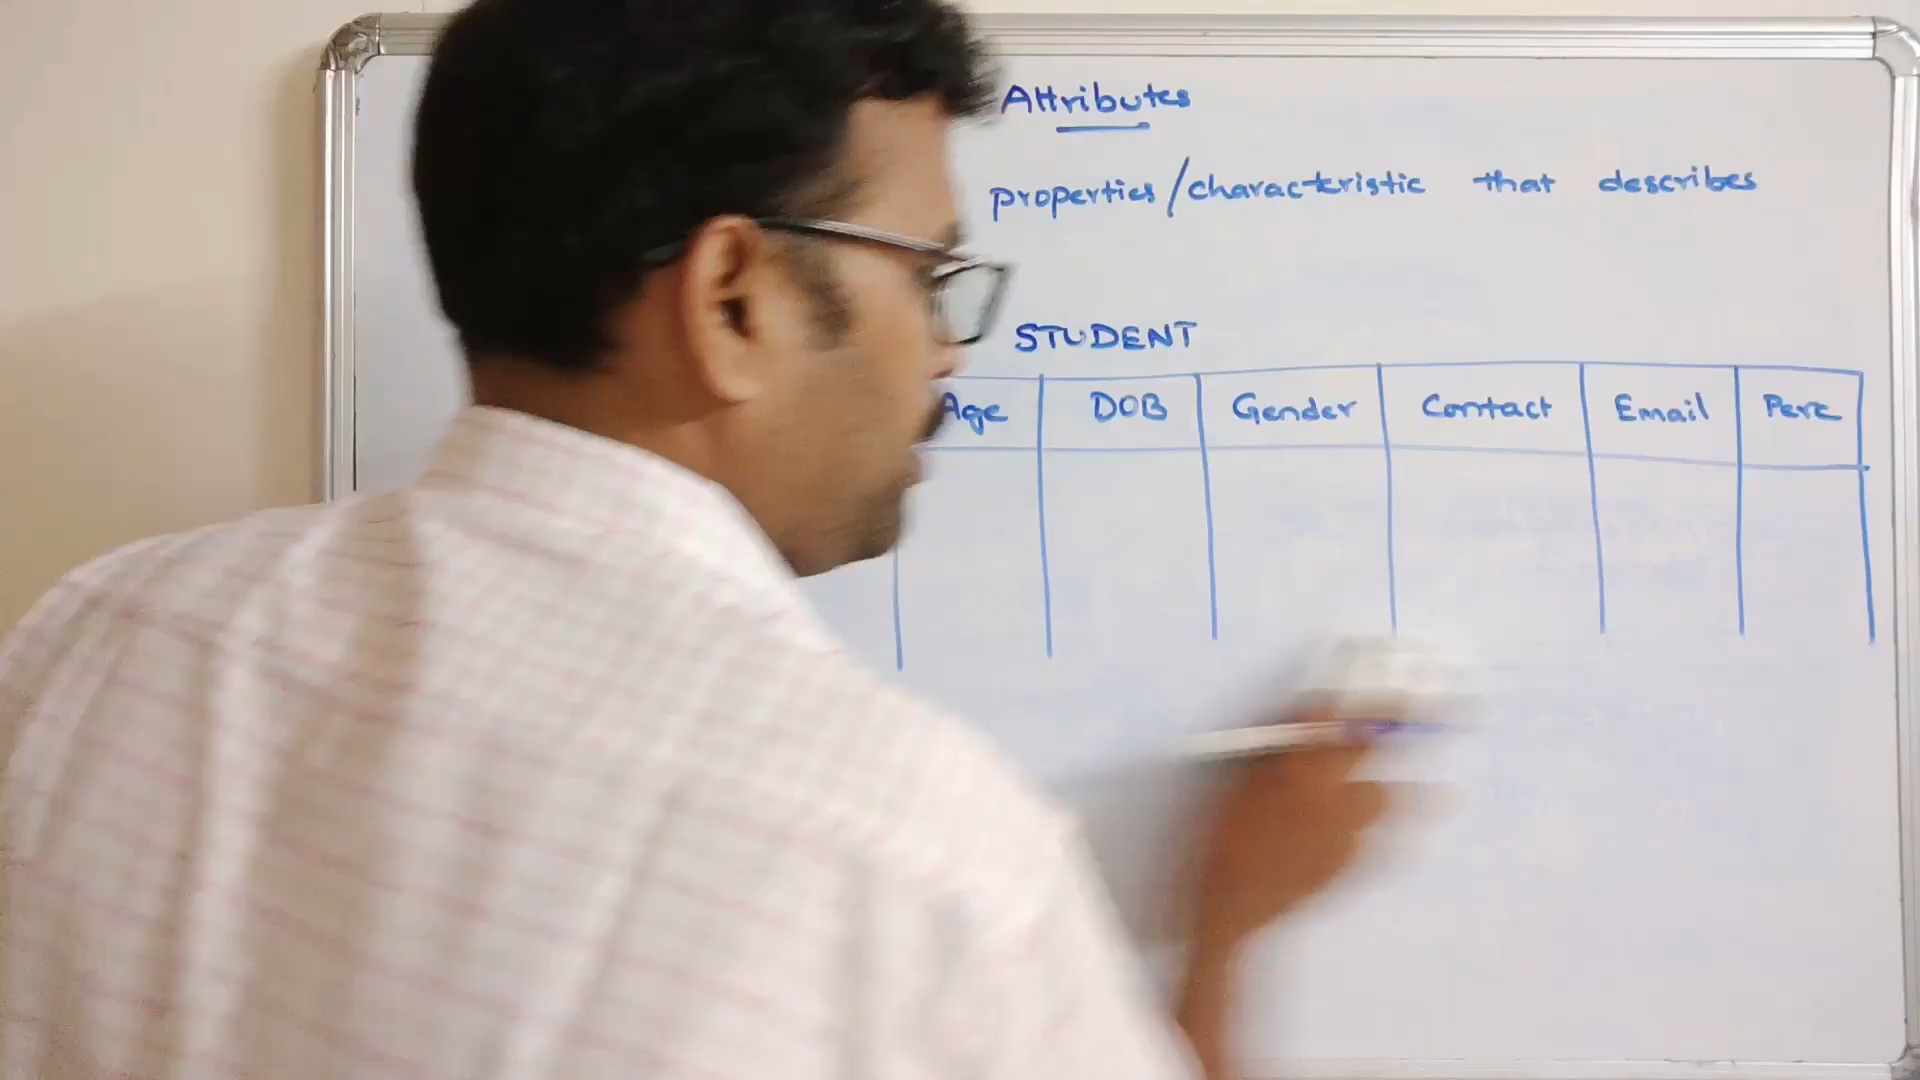 Attributes
properties/characteristic that describes
STUDENT
Age DOB Gender Contact Email Perc